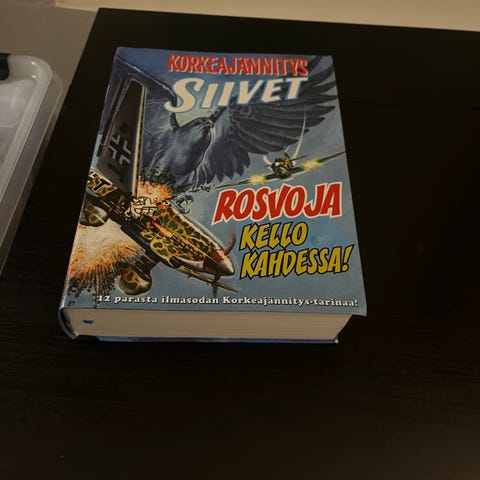 KORKEAJÄNNITYS
SIIVET
ROSVOJA
KELLO
KAHDESSA!
12 parasta ilmasodan Korkeajännitys-tarinaa!